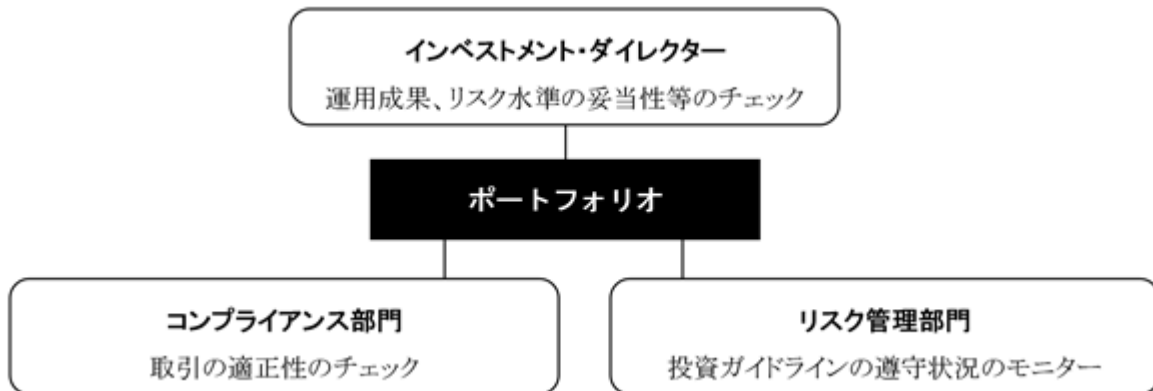 インベストメント・ダイレクター
運用成果、リスク水準の妥当性等のチェック
ポートフォリオ
コンプライアンス部門
取引の適正性のチェック
リスク管理部門
投資ガイドラインの遵守状況のモニター